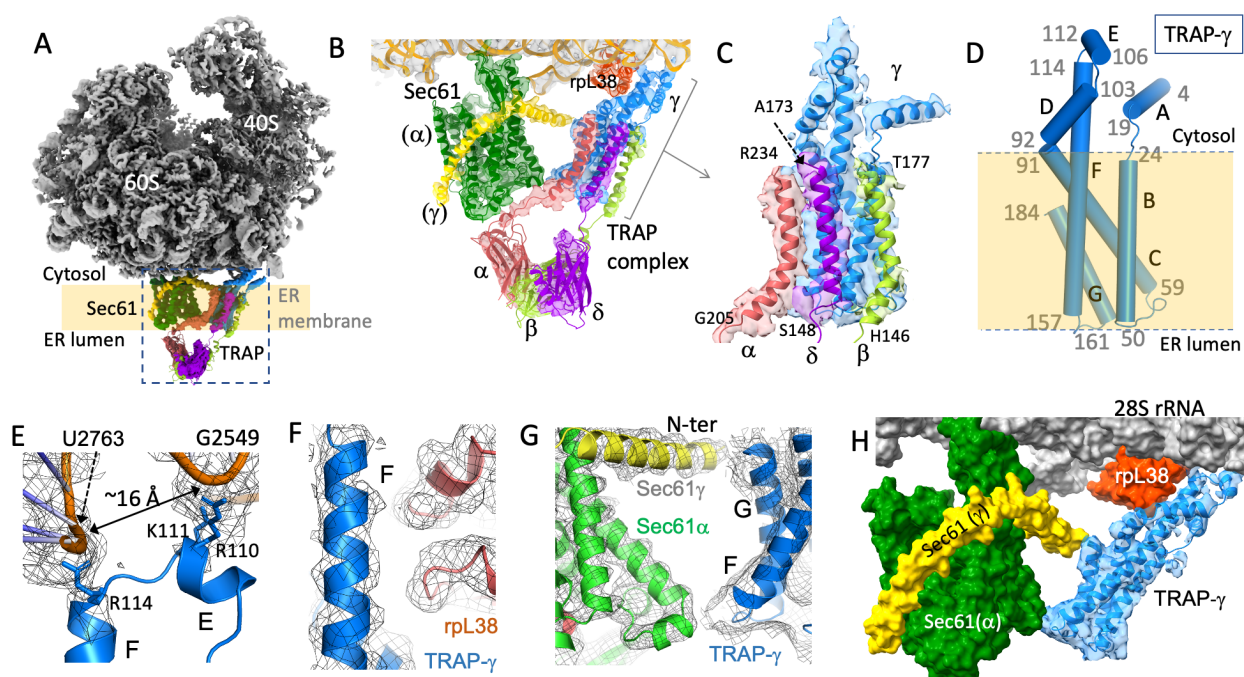 A
40S
60S
Cytosol
Sec61
ER
membrane
ER lumen
TRAP
B
Sec61
rpL38
γ
(α)
(γ)
TRAP
complex
α
β
δ
C
γ
A173
R234
T177
G205
S148
H146
α
δ
β
D
TRAP-γ
112
E
106
114
103
4
D
A
19
92
Cytosol
24
91
F
B
184
C
59
G
157
161
50
ER lumen
E
U2763
G2549
~16 Å
K111
R110
R114
E
F
F
F
rpL38
TRAP-γ
G
N-ter
Sec61γ
G
Sec61α
F
TRAP-γ
28S rRNA
H
rpL38
Sec61 (γ)
TRAP-γ
Sec61(α)